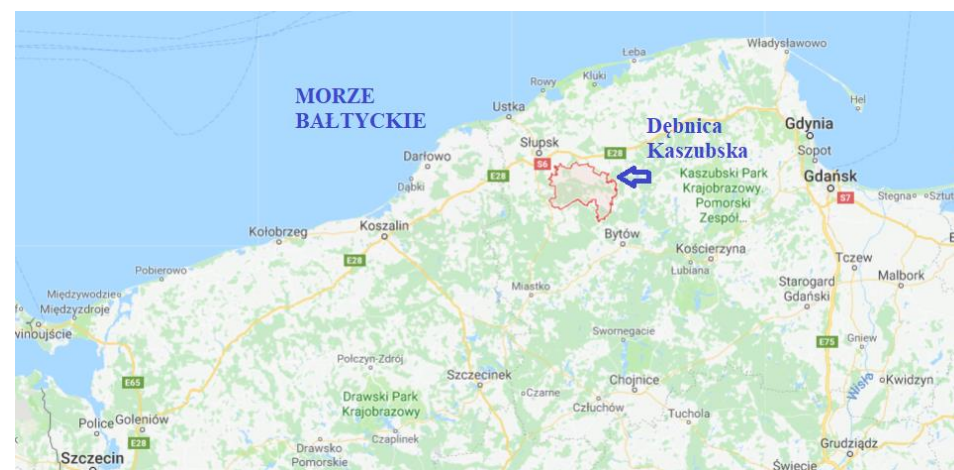 Władysławowo
Łeba
Kluki
Rowy
MORZE
BAŁTYCKIE
Hel
Ustka
Dębnica
Kaszubska
Gdynia
Słupsk
Sopot
Darłowo
S6
E28
E28
Kaszubski Park
Krajobrazowy.
Pomorski
Zespół...
Gdańsk
S7
Dąbki
Stegna
Sztut
Kołobrzeg
Koszalin
Bytów
E
Kościerzyna
E28
Lubiana
Tczew
Pobierowo
Malbork
Starogard
Gdański
Miastko
Międzywodzie
Międzyzdroje
winoujście
Swornegacie
E75
Gniew
Połczyn-Zdrój
Szczecinek
Chojnice
Wisła
Kwidzyn
E65
Czarne
Drawski Park
Krajobrazowy
Człuchów
Tuchola
Police
Goleniów
E28
Czaplinek
Grudziądz
Drawsko
Pomorskie
Szczecin
Świecie